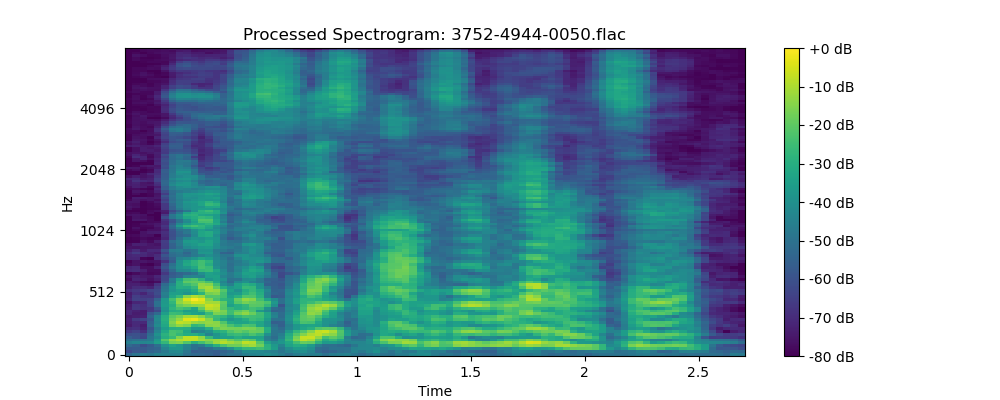 Processed Spectrogram: 3752-4944-0050.flac
Hz
4096
2048
1024
512
0
0
0.5
1
1.5
2
2.5
Time
+0 dB
-10 dB
-20 dB
-30 dB
-40 dB
-50 dB
-60 dB
-70 dB
-80 dB